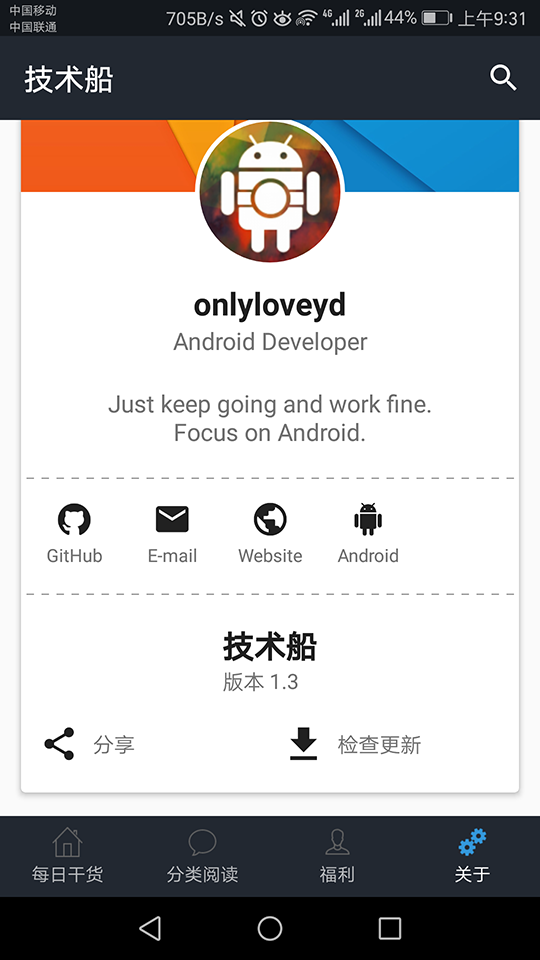 中国移动
中国联通
705B/s 4G 2G 44% 上午9:31
技术船
onlyloveyd
Android Developer
Just keep going and work fine.
Focus on Android.
GitHub E-mail Website Android
技术船
版本 1.3
分享 检查更新
每日干货 分类阅读 福利 关于